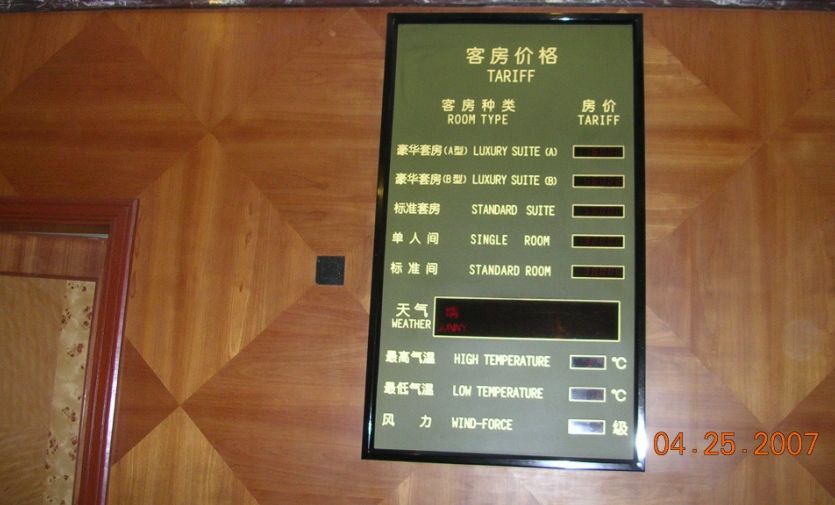 客房价格
TARIFF
客房种类 房价
ROOM TYPE TARIFF
豪华套房(A型) LUXURY SUITE (A)
豪华套房(B型) LUXURY SUITE (B)
标准套房 STANDARD SUITE
单人间 SINGLE ROOM
标准间 STANDARD ROOM
天气
WEATHER
SUNNY
最高气温 HIGH TEMPERATURE ℃
最低气温 LOW TEMPERATURE ℃
风力 WIND-FORCE 级
04.25.2007